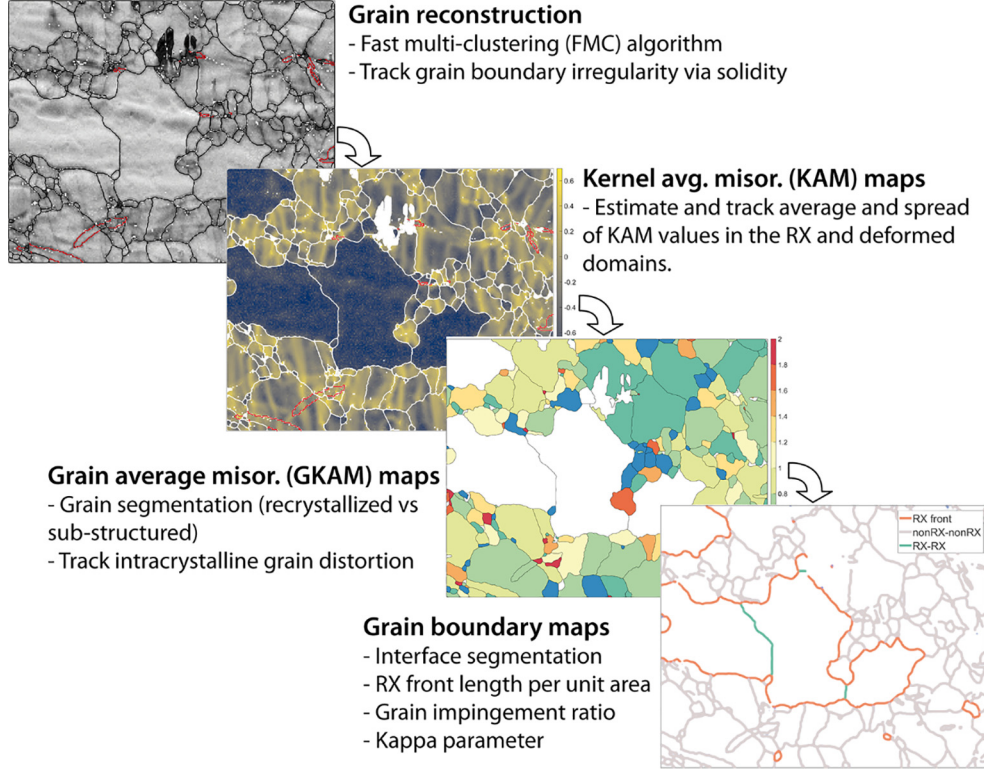 Grain reconstruction
- Fast multi-clustering (FMC) algorithm
- Track grain boundary irregularity via solidity
Kernel avg. misor. (KAM) maps
- Estimate and track average and spread
of KAM values in the RX and deformed
domains.
0.6
0.4
0.2
0
-0.2
-0.4
-0.6
Grain average misor. (GKAM) maps
- Grain segmentation (recrystallized vs
sub-structured)
- Track intracrystalline grain distortion
2
1.8
1.6
1.4
1.2
1
0.8
Grain boundary maps
- Interface segmentation
- RX front length per unit area
- Grain impingement ratio
- Kappa parameter
RX front
nonRX-nonRX
RX-RX